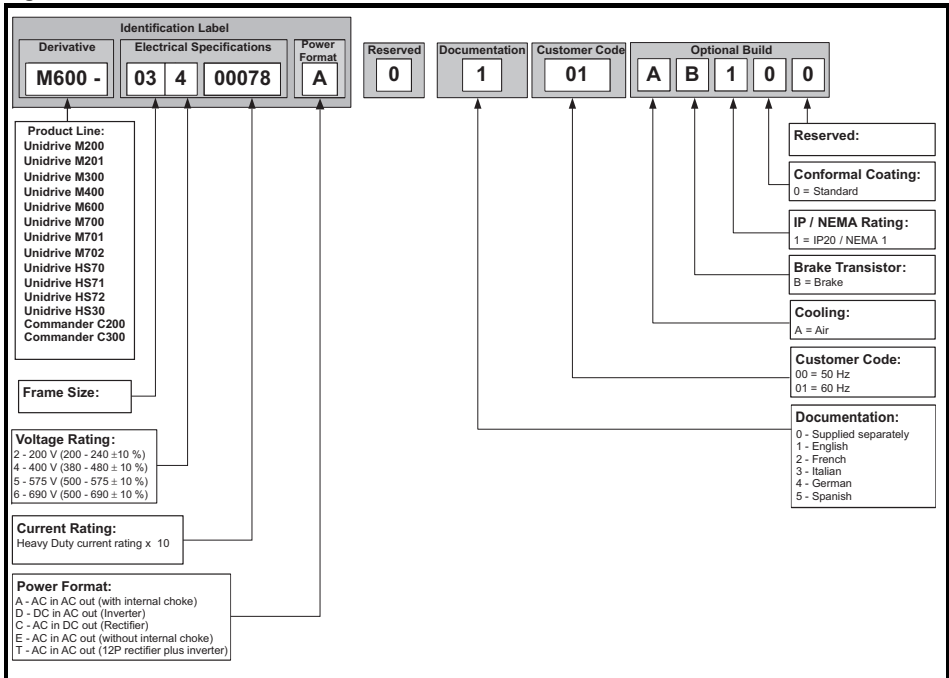 Identification Label
Derivative
Electrical Specifications
Power
Format
Reserved
Documentation
Customer Code
Optional Build
M600 -
03
4
00078
A
0
1
01
A
B
1
0
0
Product Line:
Unidrive M200
Unidrive M201
Unidrive M300
Unidrive M400
Unidrive M600
Unidrive M700
Unidrive M701
Unidrive M702
Unidrive HS70
Unidrive HS71
Unidrive HS72
Unidrive HS30
Commander C200
Commander C300
Frame Size:
Voltage Rating:
2 - 200 V (200 - 240 ±10 %)
4 - 400 V (380 - 480 ± 10 %)
5 - 575 V (500 - 575 ± 10 %)
6 - 690 V (500 - 690 ± 10 %)
Current Rating:
Heavy Duty current rating x 10
Power Format:
A - AC in AC out (with internal choke)
D - DC in AC out (Inverter)
C - AC in DC out (Rectifier)
E - AC in AC out (without internal choke)
T - AC in AC out (12P rectifier plus inverter)
Reserved:
Conformal Coating:
0 = Standard
IP / NEMA Rating:
1 = IP20 / NEMA 1
Brake Transistor:
B = Brake
Cooling:
A = Air
Customer Code:
00 = 50 Hz
01 = 60 Hz
Documentation:
0 - Supplied separately
1 - English
2 - French
3 - Italian
4 - German
5 - Spanish